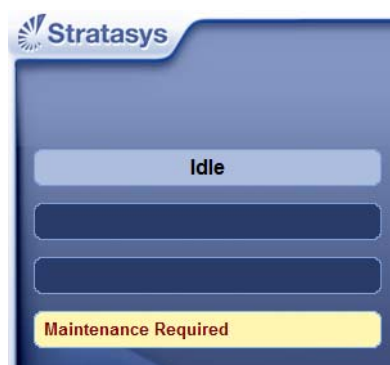 Stratasys
Idle
Maintenance Required